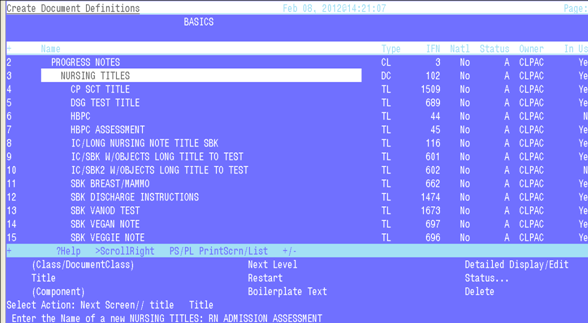 Create Document Definitions Feb 08, 2012@14:21:07 Page:
BASICS
+ Name Type IFN Natl Status Owner In Us
2 PROGRESS NOTES CL 3 No A CLPAC Ye
3 NURSING TITLES DC 102 No A CLPAC Ye
4 CP SCT TITLE TL 1509 No A CLPAC Ye
5 DSG TEST TITLE TL 689 No A CLPAC Ye
6 HBPC TL 44 No A CLPAC N
7 HBPC ASSESSMENT TL 45 No A CLPAC Ye
8 IC/LONG NURSING NOTE TITLE SBK TL 116 No A CLPAC Ye
9 IC/SBK W/OBJECTS LONG TITLE TO TEST TL 601 No A CLPAC Ye
10 IC/SBK2 W/OBJECTS LONG TITLE TO TEST TL 602 No A CLPAC N
11 SBK BREAST/MAMMO TL 662 No A CLPAC Ye
12 SBK DISCHARGE INSTRUCTIONS TL 1474 No A CLPAC Ye
13 SBK VANOD TEST TL 1673 No A CLPAC Ye
14 SBK VEGAN NOTE TL 697 No A CLPAC Ye
15 SBK VEGGIE NOTE TL 696 No A CLPAC Ye
+ ?Help >ScrollRight PS/PL PrintScrn/List +/-
(Class/DocumentClass) Next Level Detailed Display/Edit
Title Restart Status...
(Component) Boilerplate Text Delete
Select Action: Next Screen// title Title
Enter the Name of a new NURSING TITLES: RN ADMISSION ASSESSMENT